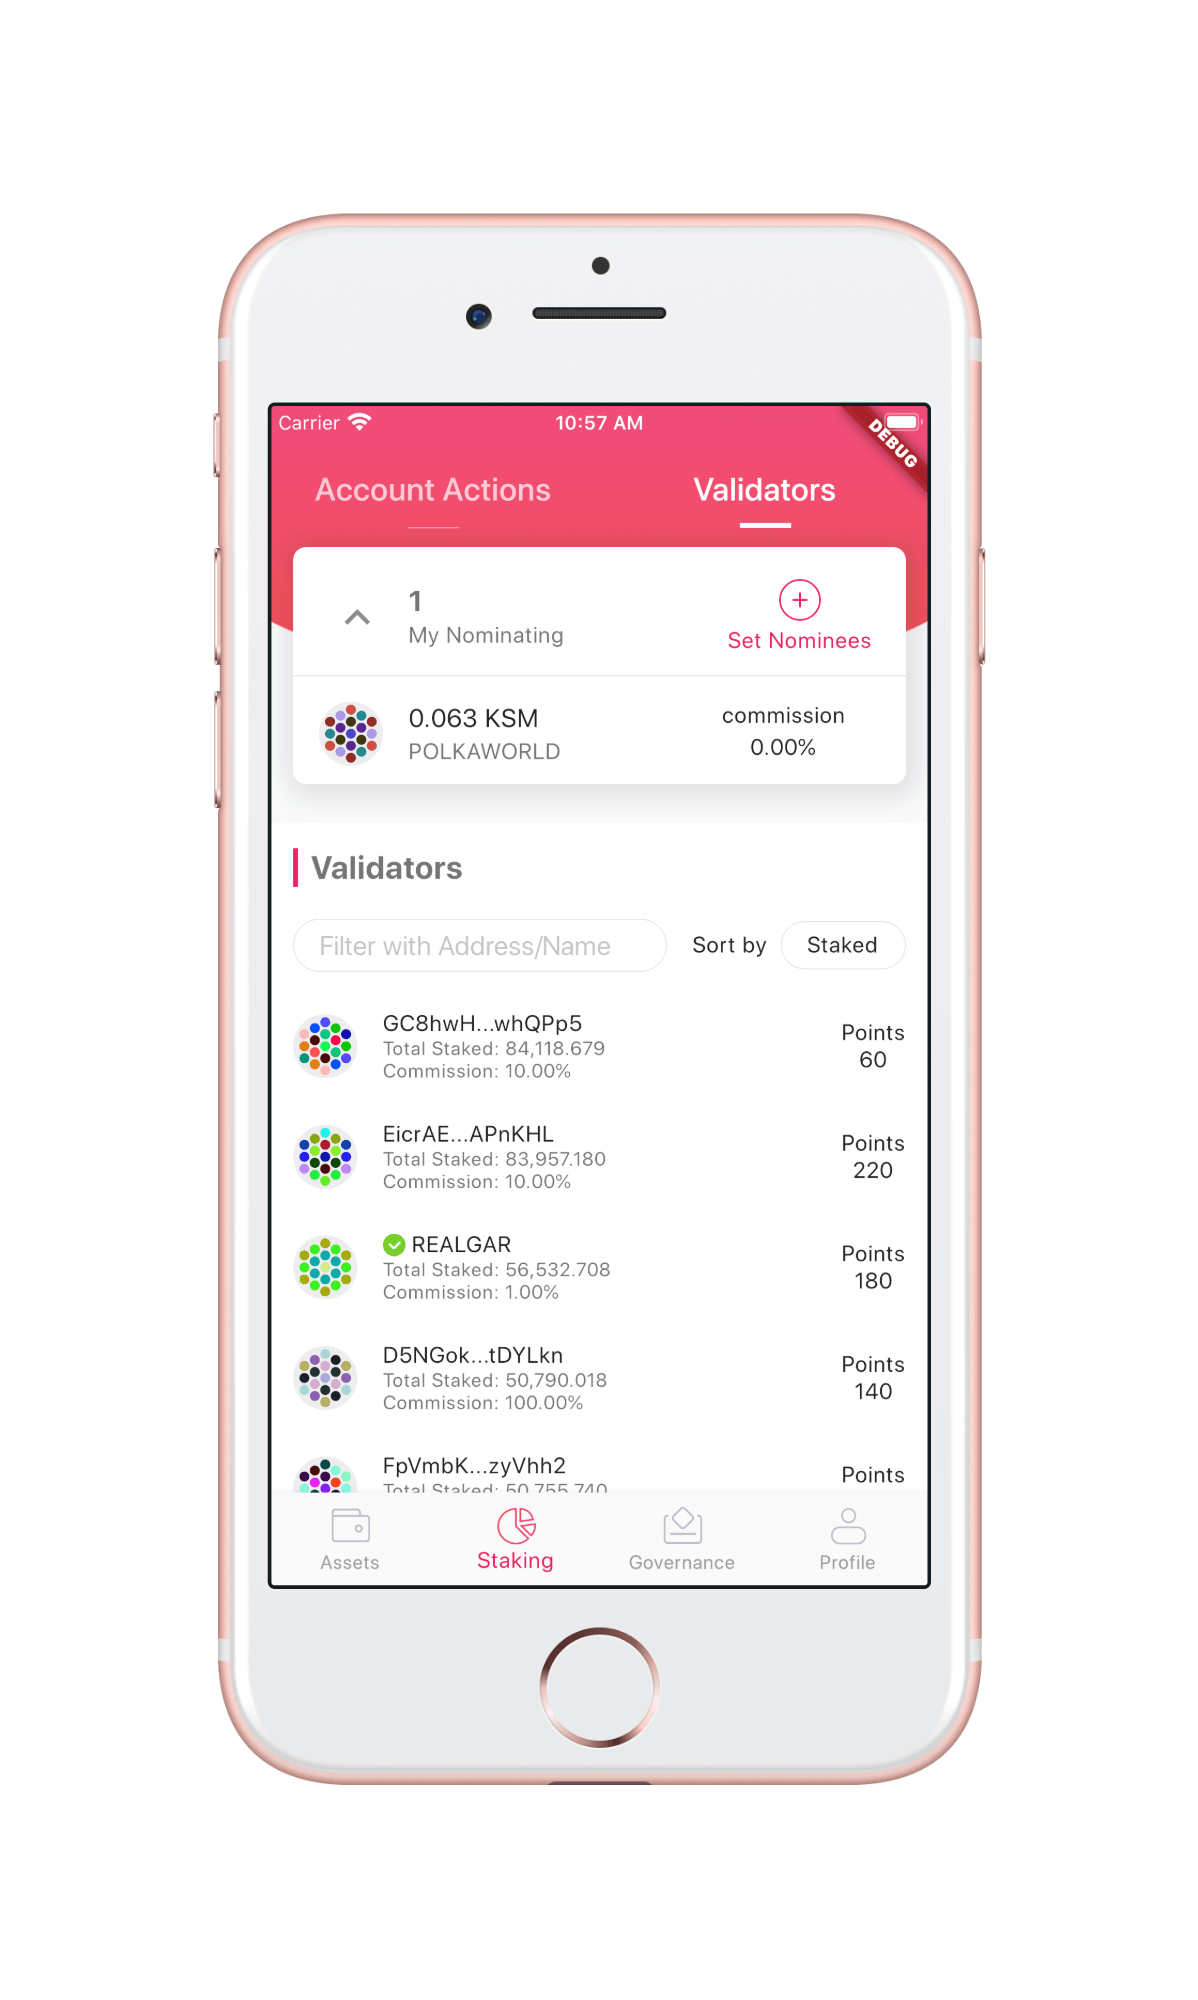 Carrier
10:57 AM
DEBUG
Account Actions
Validators
1
My Nominating
Set Nominees
0.063 KSM
POLKAWORLD
commission
0.00%
Validators
Filter with Address/Name
Sort by
Staked
GC8hwH...whQPp5
Total Staked: 84,118.679
Commission: 10.00%
Points
60
EicrAE...APnKHL
Total Staked: 83,957.180
Commission: 10.00%
Points
220
REALGAR
Total Staked: 56,532.708
Commission: 1.00%
Points
180
D5NGok...tDYLkn
Total Staked: 50,790.018
Commission: 100.00%
Points
140
FpVmbK...zyVhh2
Total Staked: 50,755.740
Points
Assets
Staking
Governance
Profile